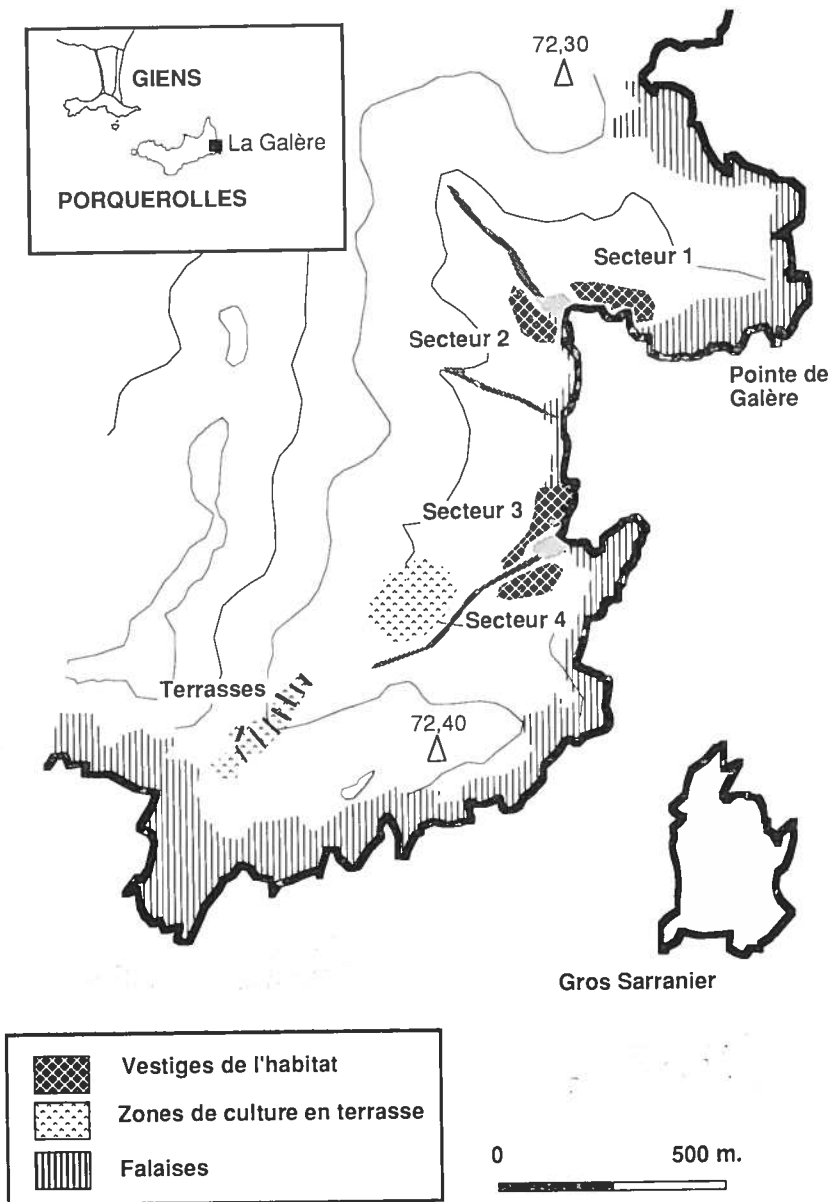 72,30
GIENS
La Galère
PORQUEROLLES
Secteur 1
Secteur 2
Pointe de
Galère
Secteur 3
Secteur 4
Terrasses
72,40
Gros Sarranier
Vestiges de l'habitat
Zones de culture en terrasse
Falaises
0 500 m.